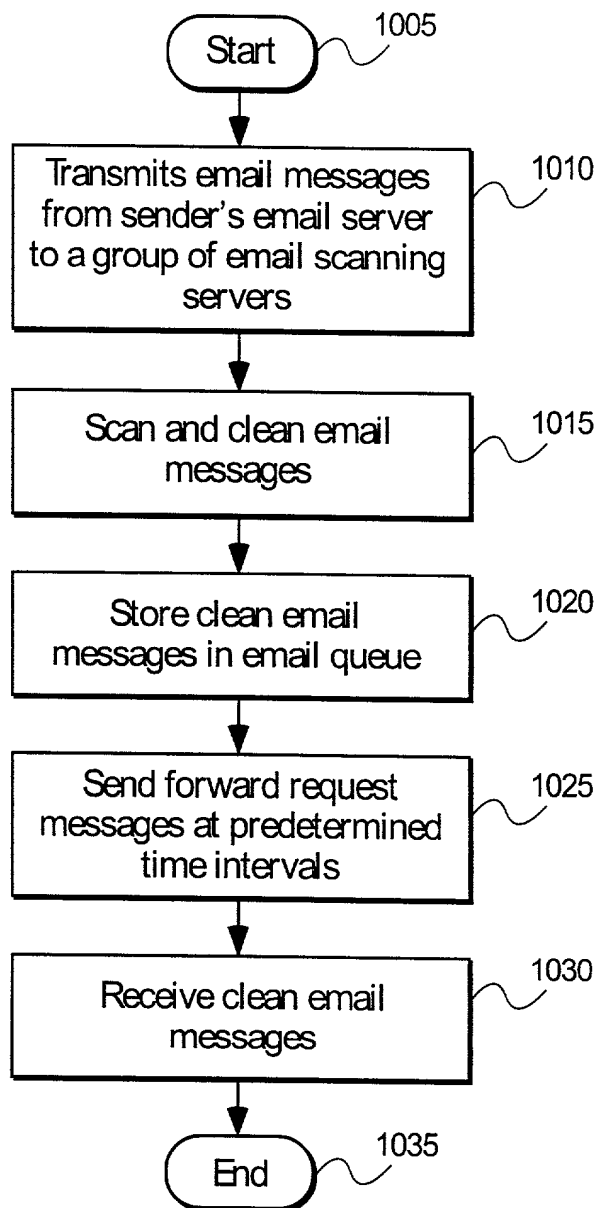 Start
1005
Transmits email messages
from sender's email server
to a group of email scanning
servers
1010
Scan and clean email
messages
1015
Store clean email
messages in email queue
1020
Send forward request
messages at predetermined
time intervals
1025
Receive clean email
messages
1030
End
1035